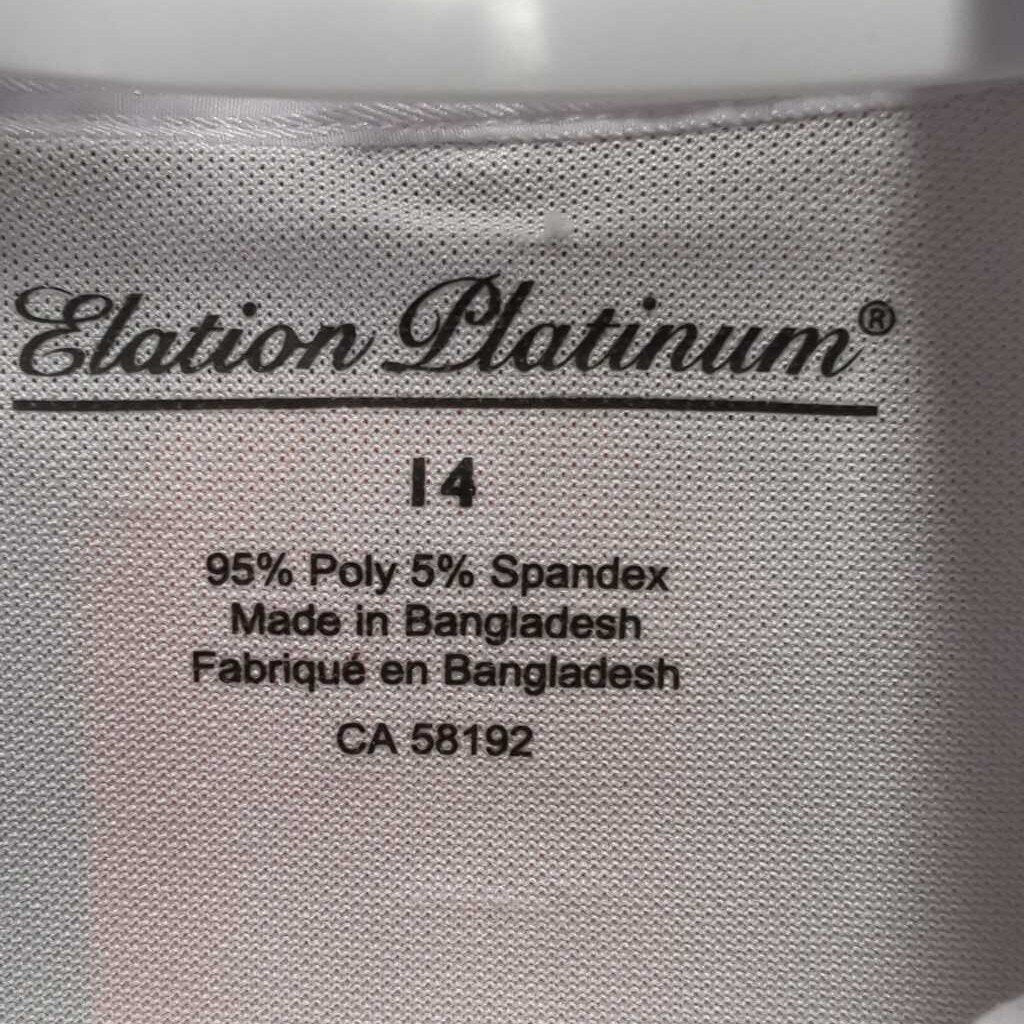 Elation Platinum®
14
95% Poly 5% Spandex
Made in Bangladesh
Fabriqué en Bangladesh
CA 58192